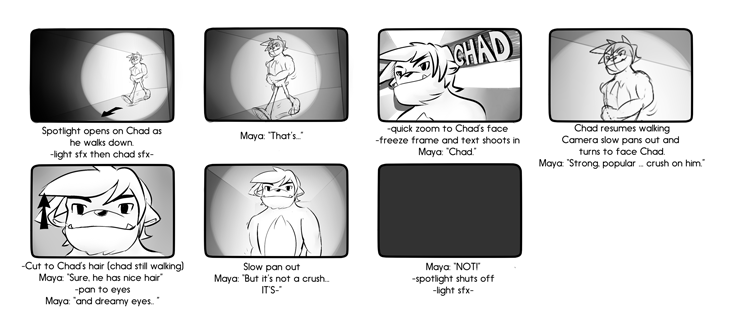 Spotlight opens on Chad as
he walks down.
-light sfx then chad sfx-
Maya: "That's..."
CHAD
-quick zoom to Chad's face
-freeze frame and text shoots in
Maya: "Chad."
Chad resumes walking
Camera slow pans out and
turns to face Chad.
Maya: "Strong, popular ... crush on him."
-Cut to Chad's hair (chad still walking)
Maya: "Sure, he has nice hair"
-pan to eyes
Maya: "and dreamy eyes.. "
Slow pan out
Maya: "But it's not a crush...
IT'S-"
Maya: "NOT!"
-spotlight shuts off
-light sfx-